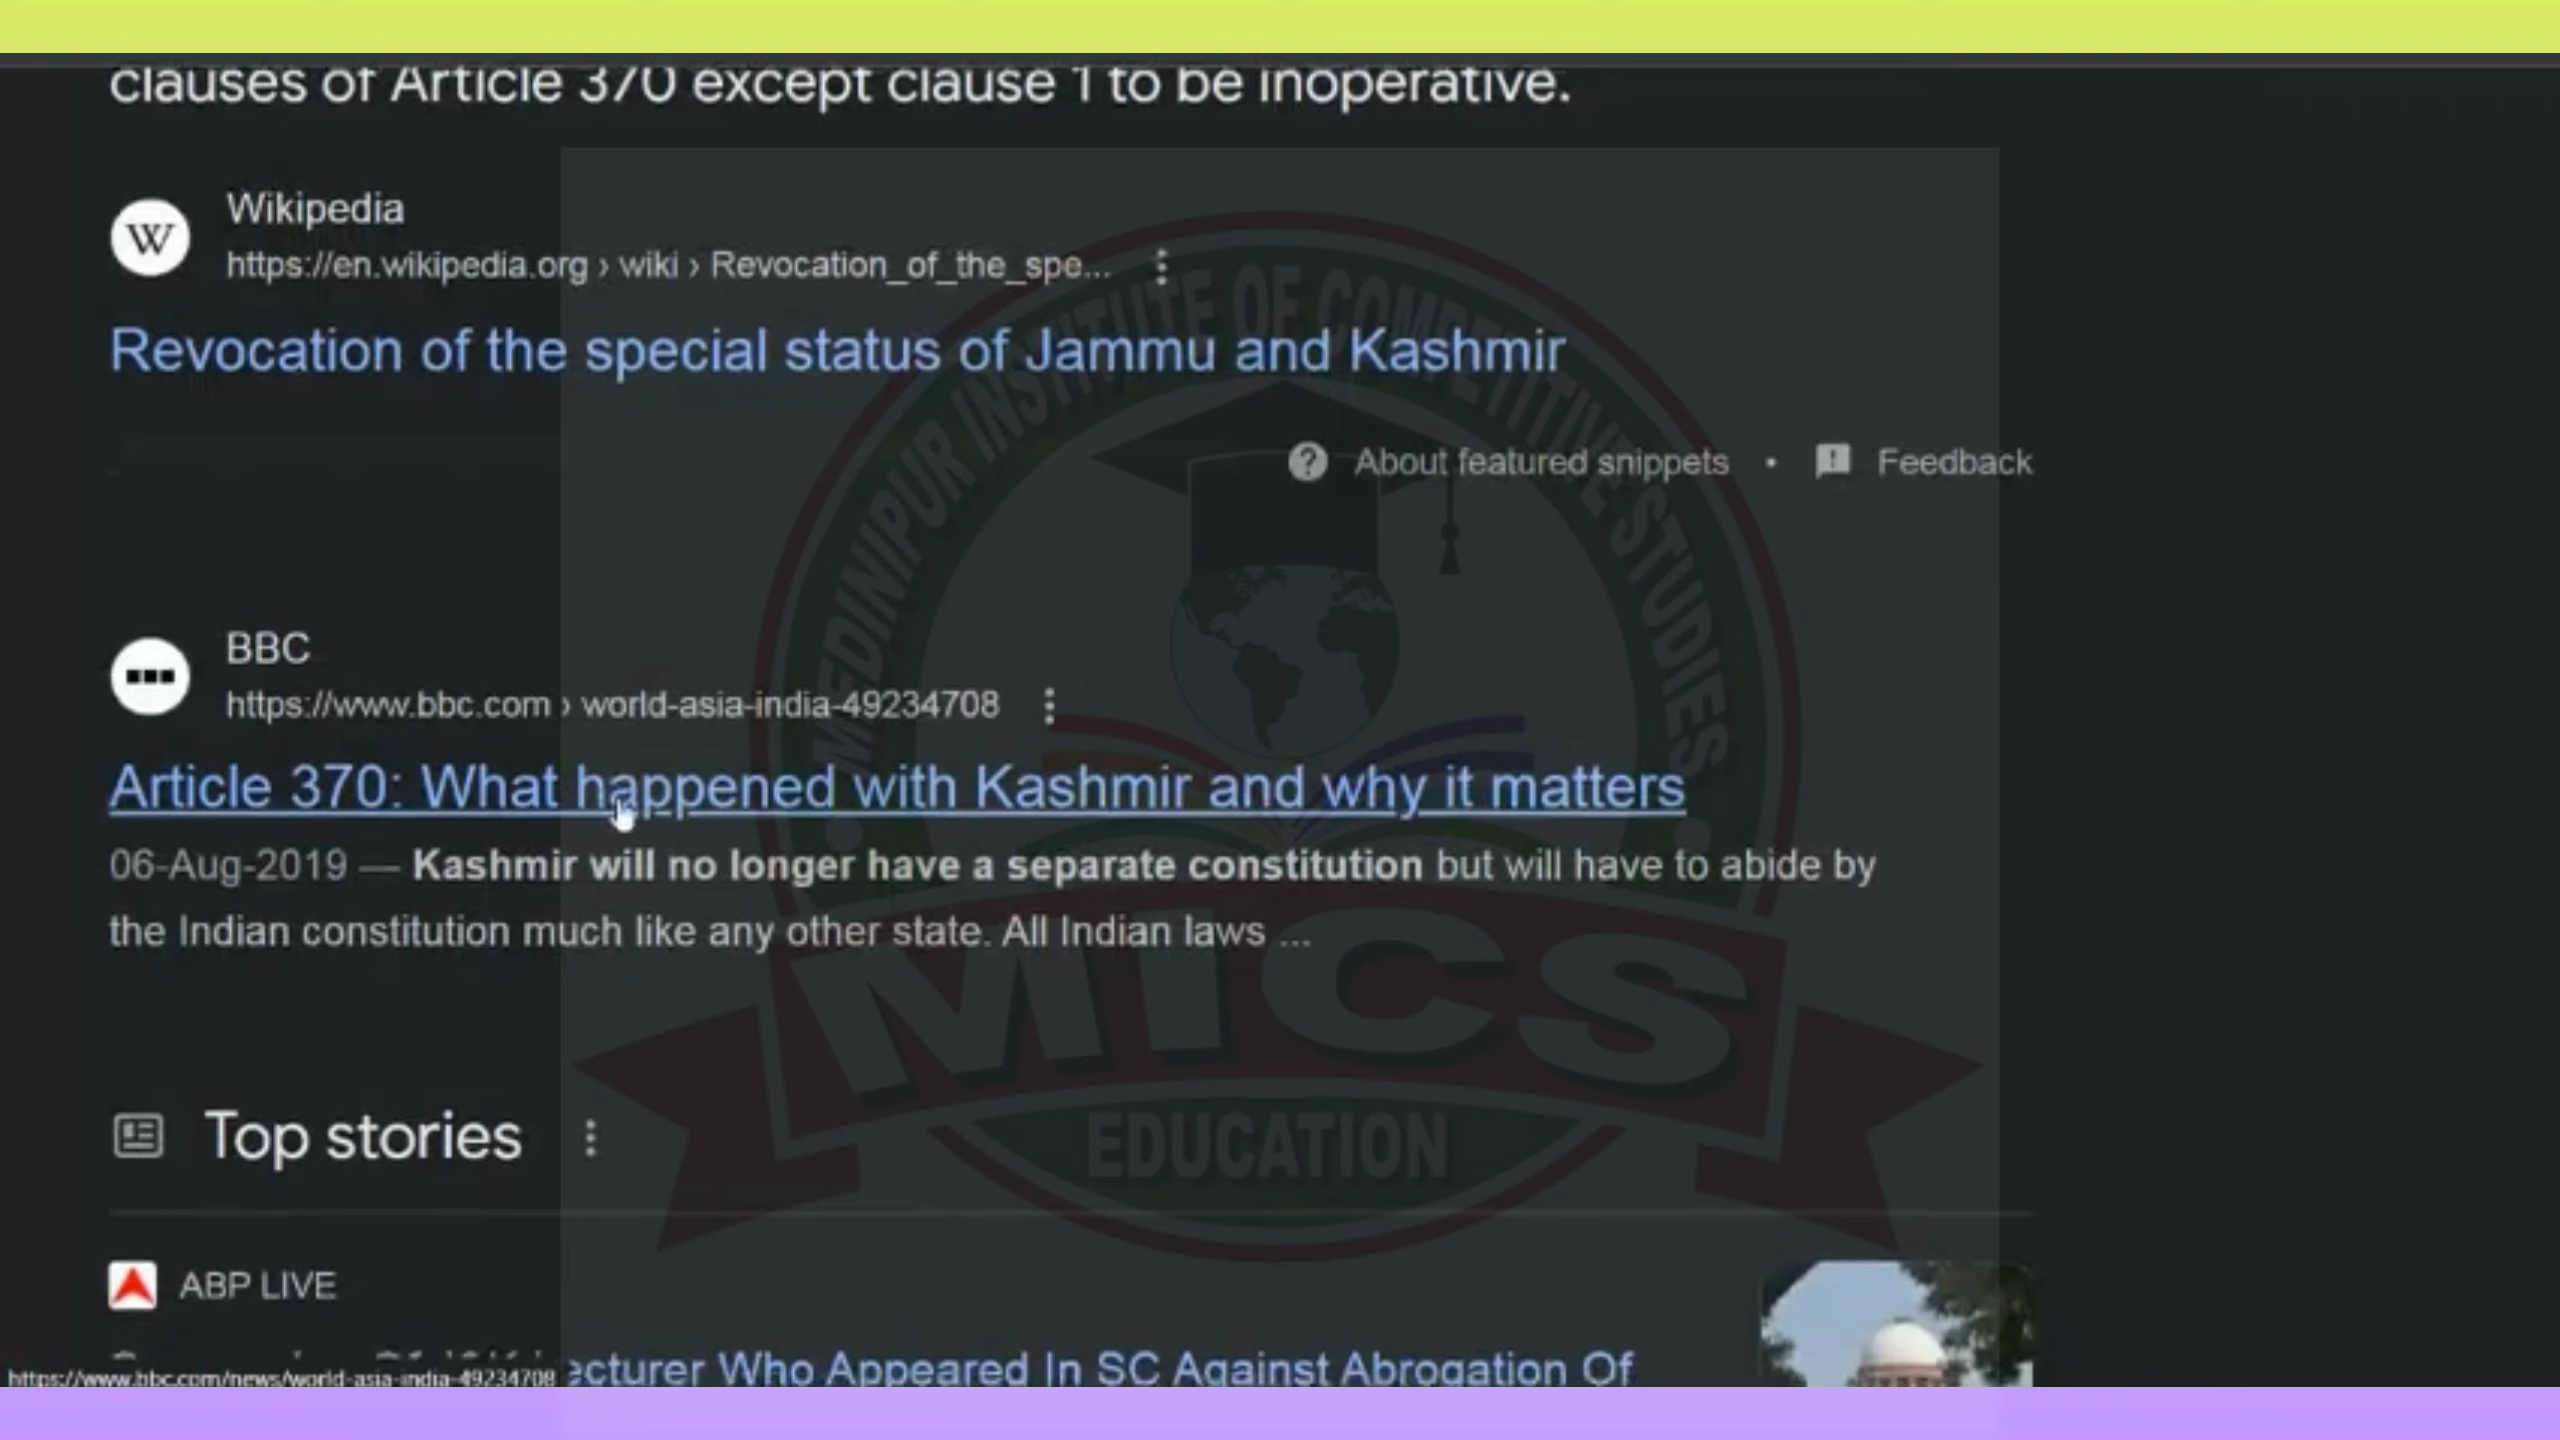 clauses of Article 370 except clause 1 to be inoperative.
Wikipedia
https://en.wikipedia.org › wiki › Revocation_of_the_spe...
Revocation of the special status of Jammu and Kashmir
About featured snippets • Feedback
BBC
https://www.bbc.com › world-asia-india-49234708
Article 370: What happened with Kashmir and why it matters
06-Aug-2019 — Kashmir will no longer have a separate constitution but will have to abide by
the Indian constitution much like any other state. All Indian laws ...
Top stories
ABP LIVE
Who Appeared In SC Against Abrogation Of
https://www.bbc.com/news/world-asia-india-49234708
MEDINIPUR INSTITUTE OF COMPETITIVE STUDIES
MICS
EDUCATION